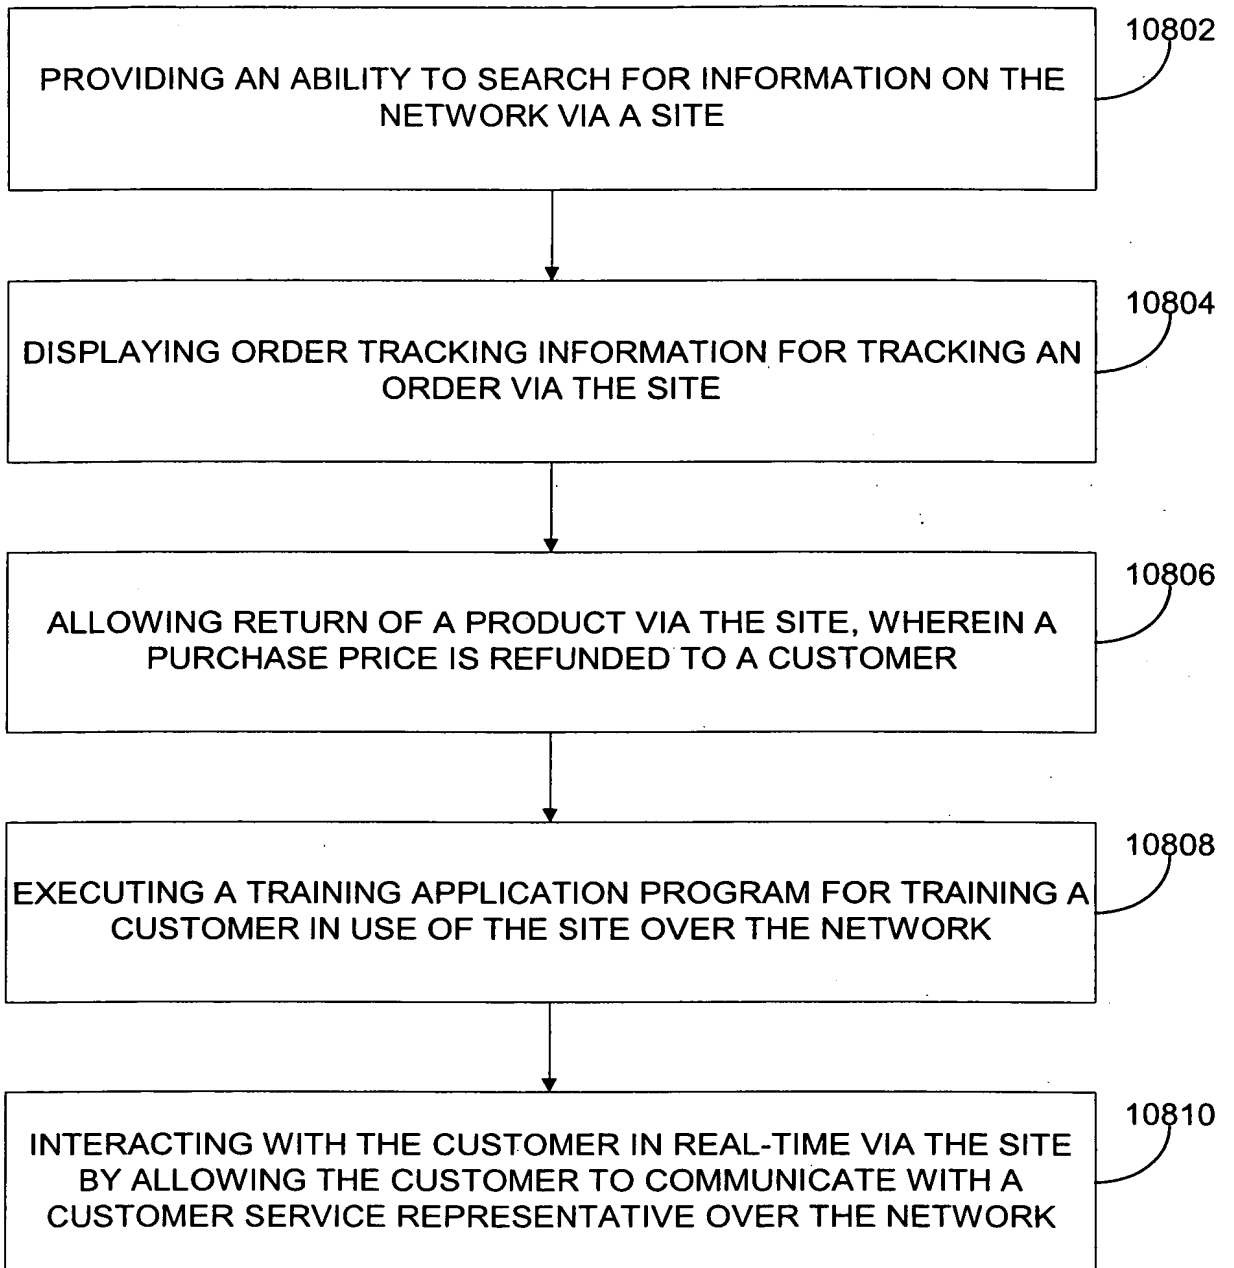 10802
PROVIDING AN ABILITY TO SEARCH FOR INFORMATION ON THE
NETWORK VIA A SITE
10804
DISPLAYING ORDER TRACKING INFORMATION FOR TRACKING AN
ORDER VIA THE SITE
10806
ALLOWING RETURN OF A PRODUCT VIA THE SITE, WHEREIN A
PURCHASE PRICE IS REFUNDED TO A CUSTOMER
10808
EXECUTING A TRAINING APPLICATION PROGRAM FOR TRAINING A
CUSTOMER IN USE OF THE SITE OVER THE NETWORK
10810
INTERACTING WITH THE CUSTOMER IN REAL-TIME VIA THE SITE
BY ALLOWING THE CUSTOMER TO COMMUNICATE WITH A
CUSTOMER SERVICE REPRESENTATIVE OVER THE NETWORK